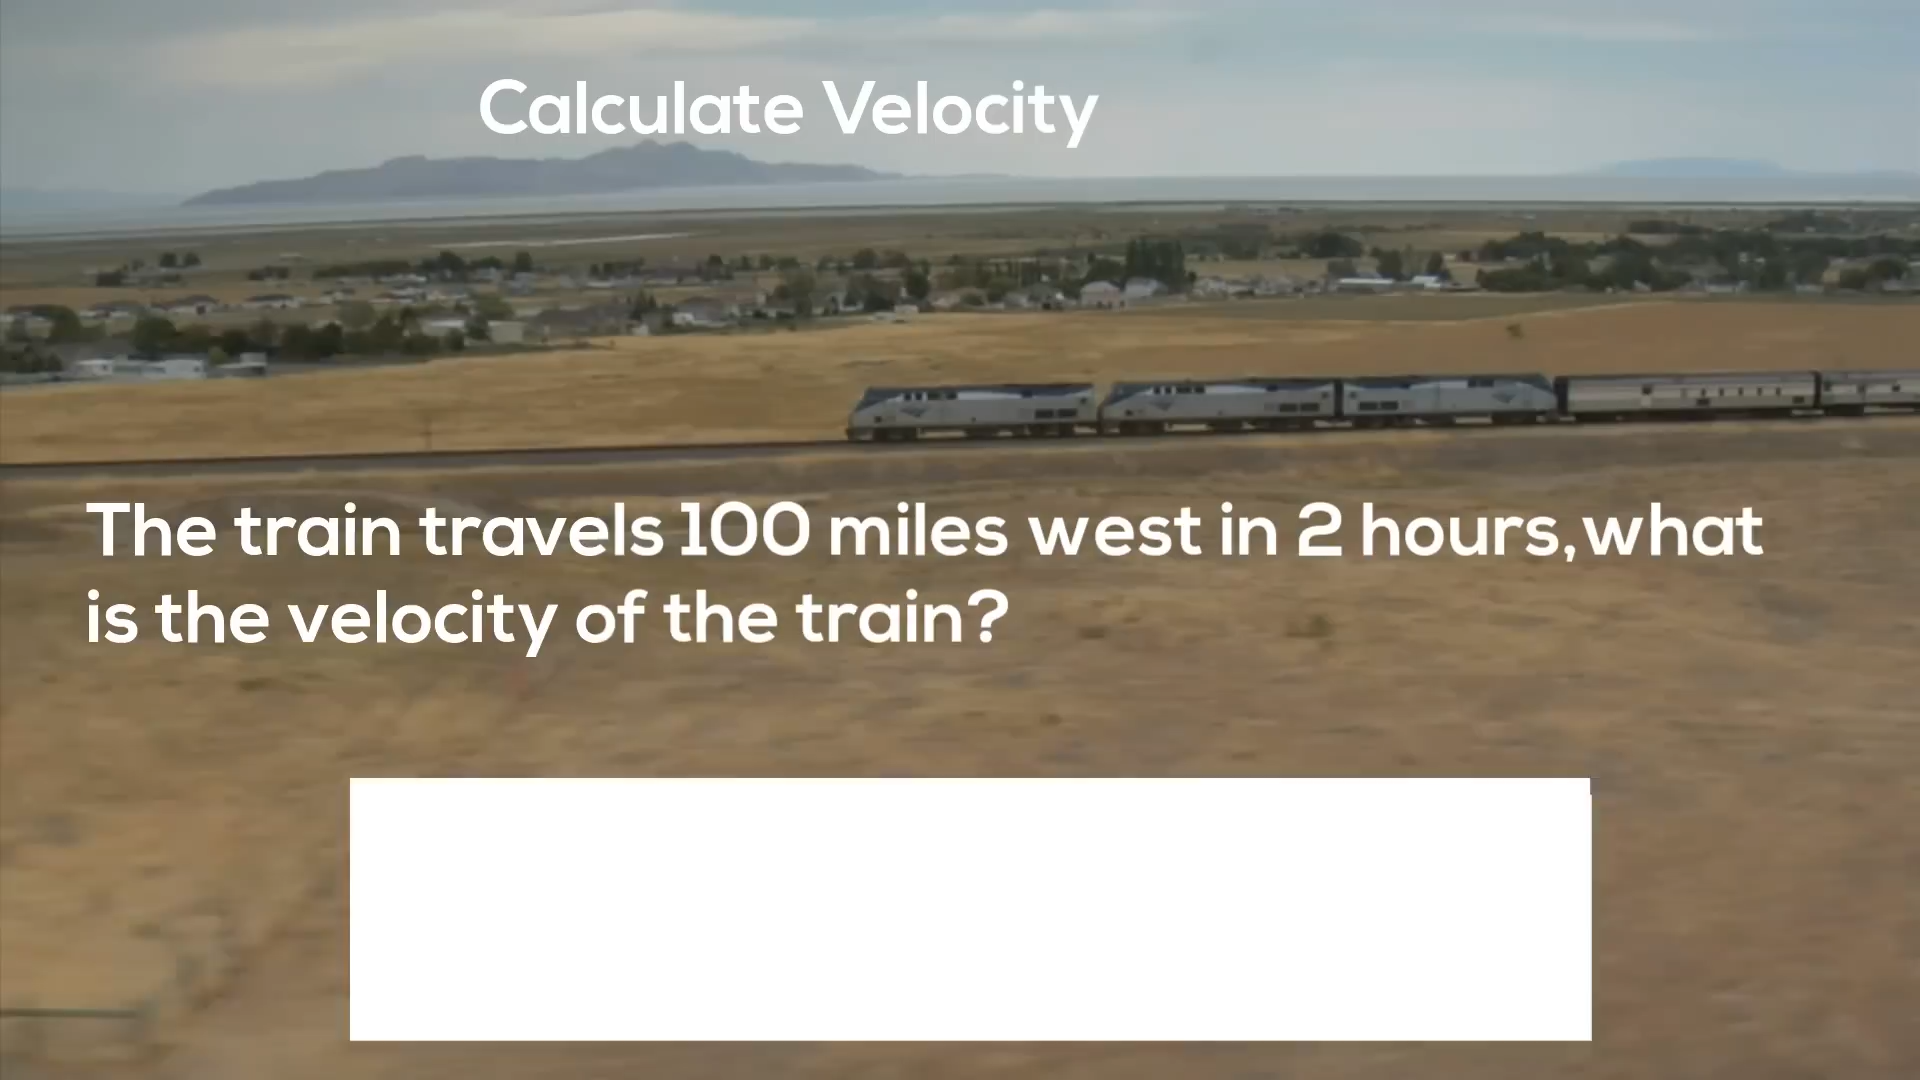 Calculate Velocity
The train travels 100 miles west in 2 hours,what
is the velocity of the train?